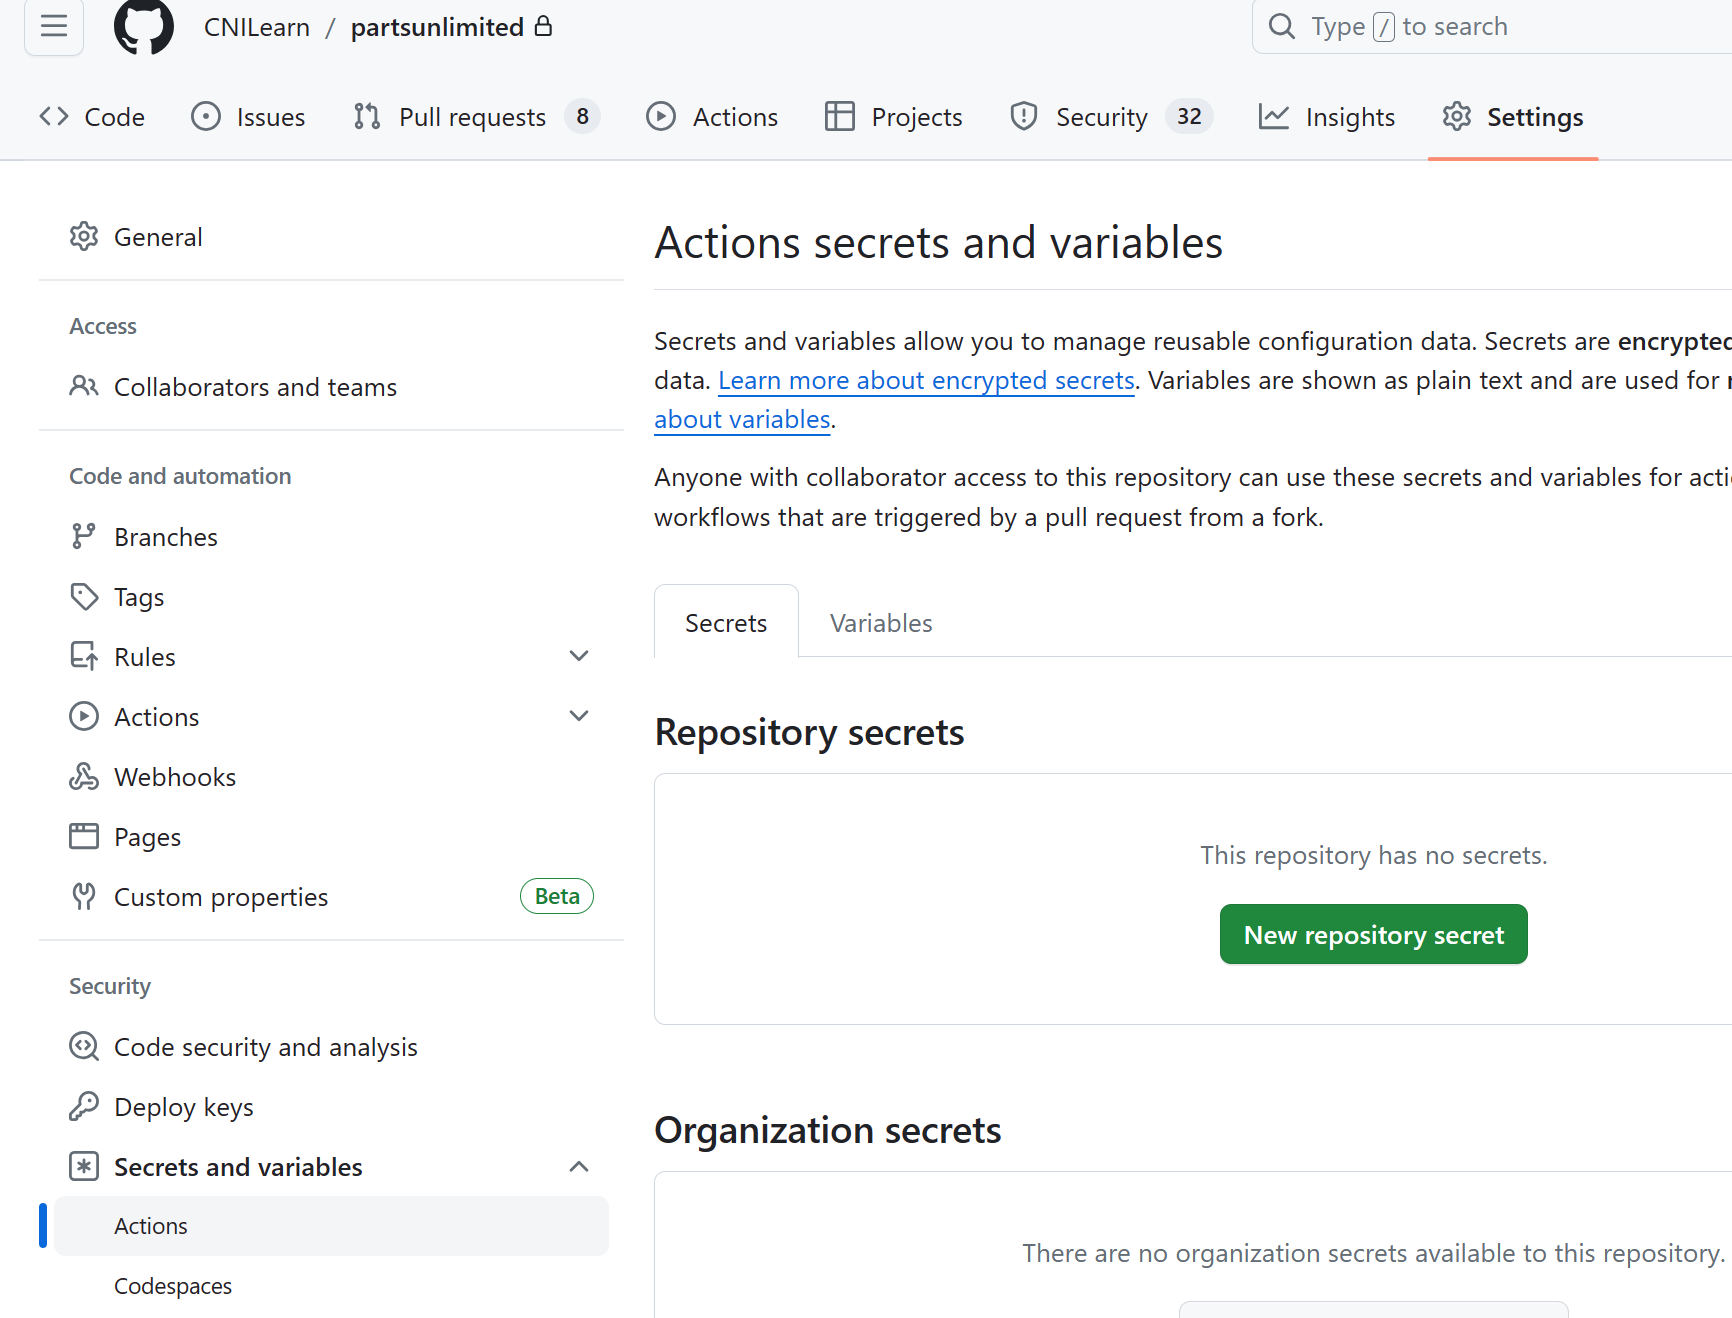 CNILearn / partsunlimited
Type / to search
Code Issues Pull requests 8 Actions Projects Security 32 Insights Settings
General
Access
Collaborators and teams
Code and automation
Branches
Tags
Rules
Actions
Webhooks
Pages
Custom properties Beta
Security
Code security and analysis
Deploy keys
Secrets and variables
Actions
Codespaces
Actions secrets and variables
Secrets and variables allow you to manage reusable configuration data. Secrets are encrypted
data. Learn more about encrypted secrets. Variables are shown as plain text and are used for
about variables.
Anyone with collaborator access to this repository can use these secrets and variables for
workflows that are triggered by a pull request from a fork.
Secrets Variables
Repository secrets
This repository has no secrets.
New repository secret
Organization secrets
There are no organization secrets available to this repository.